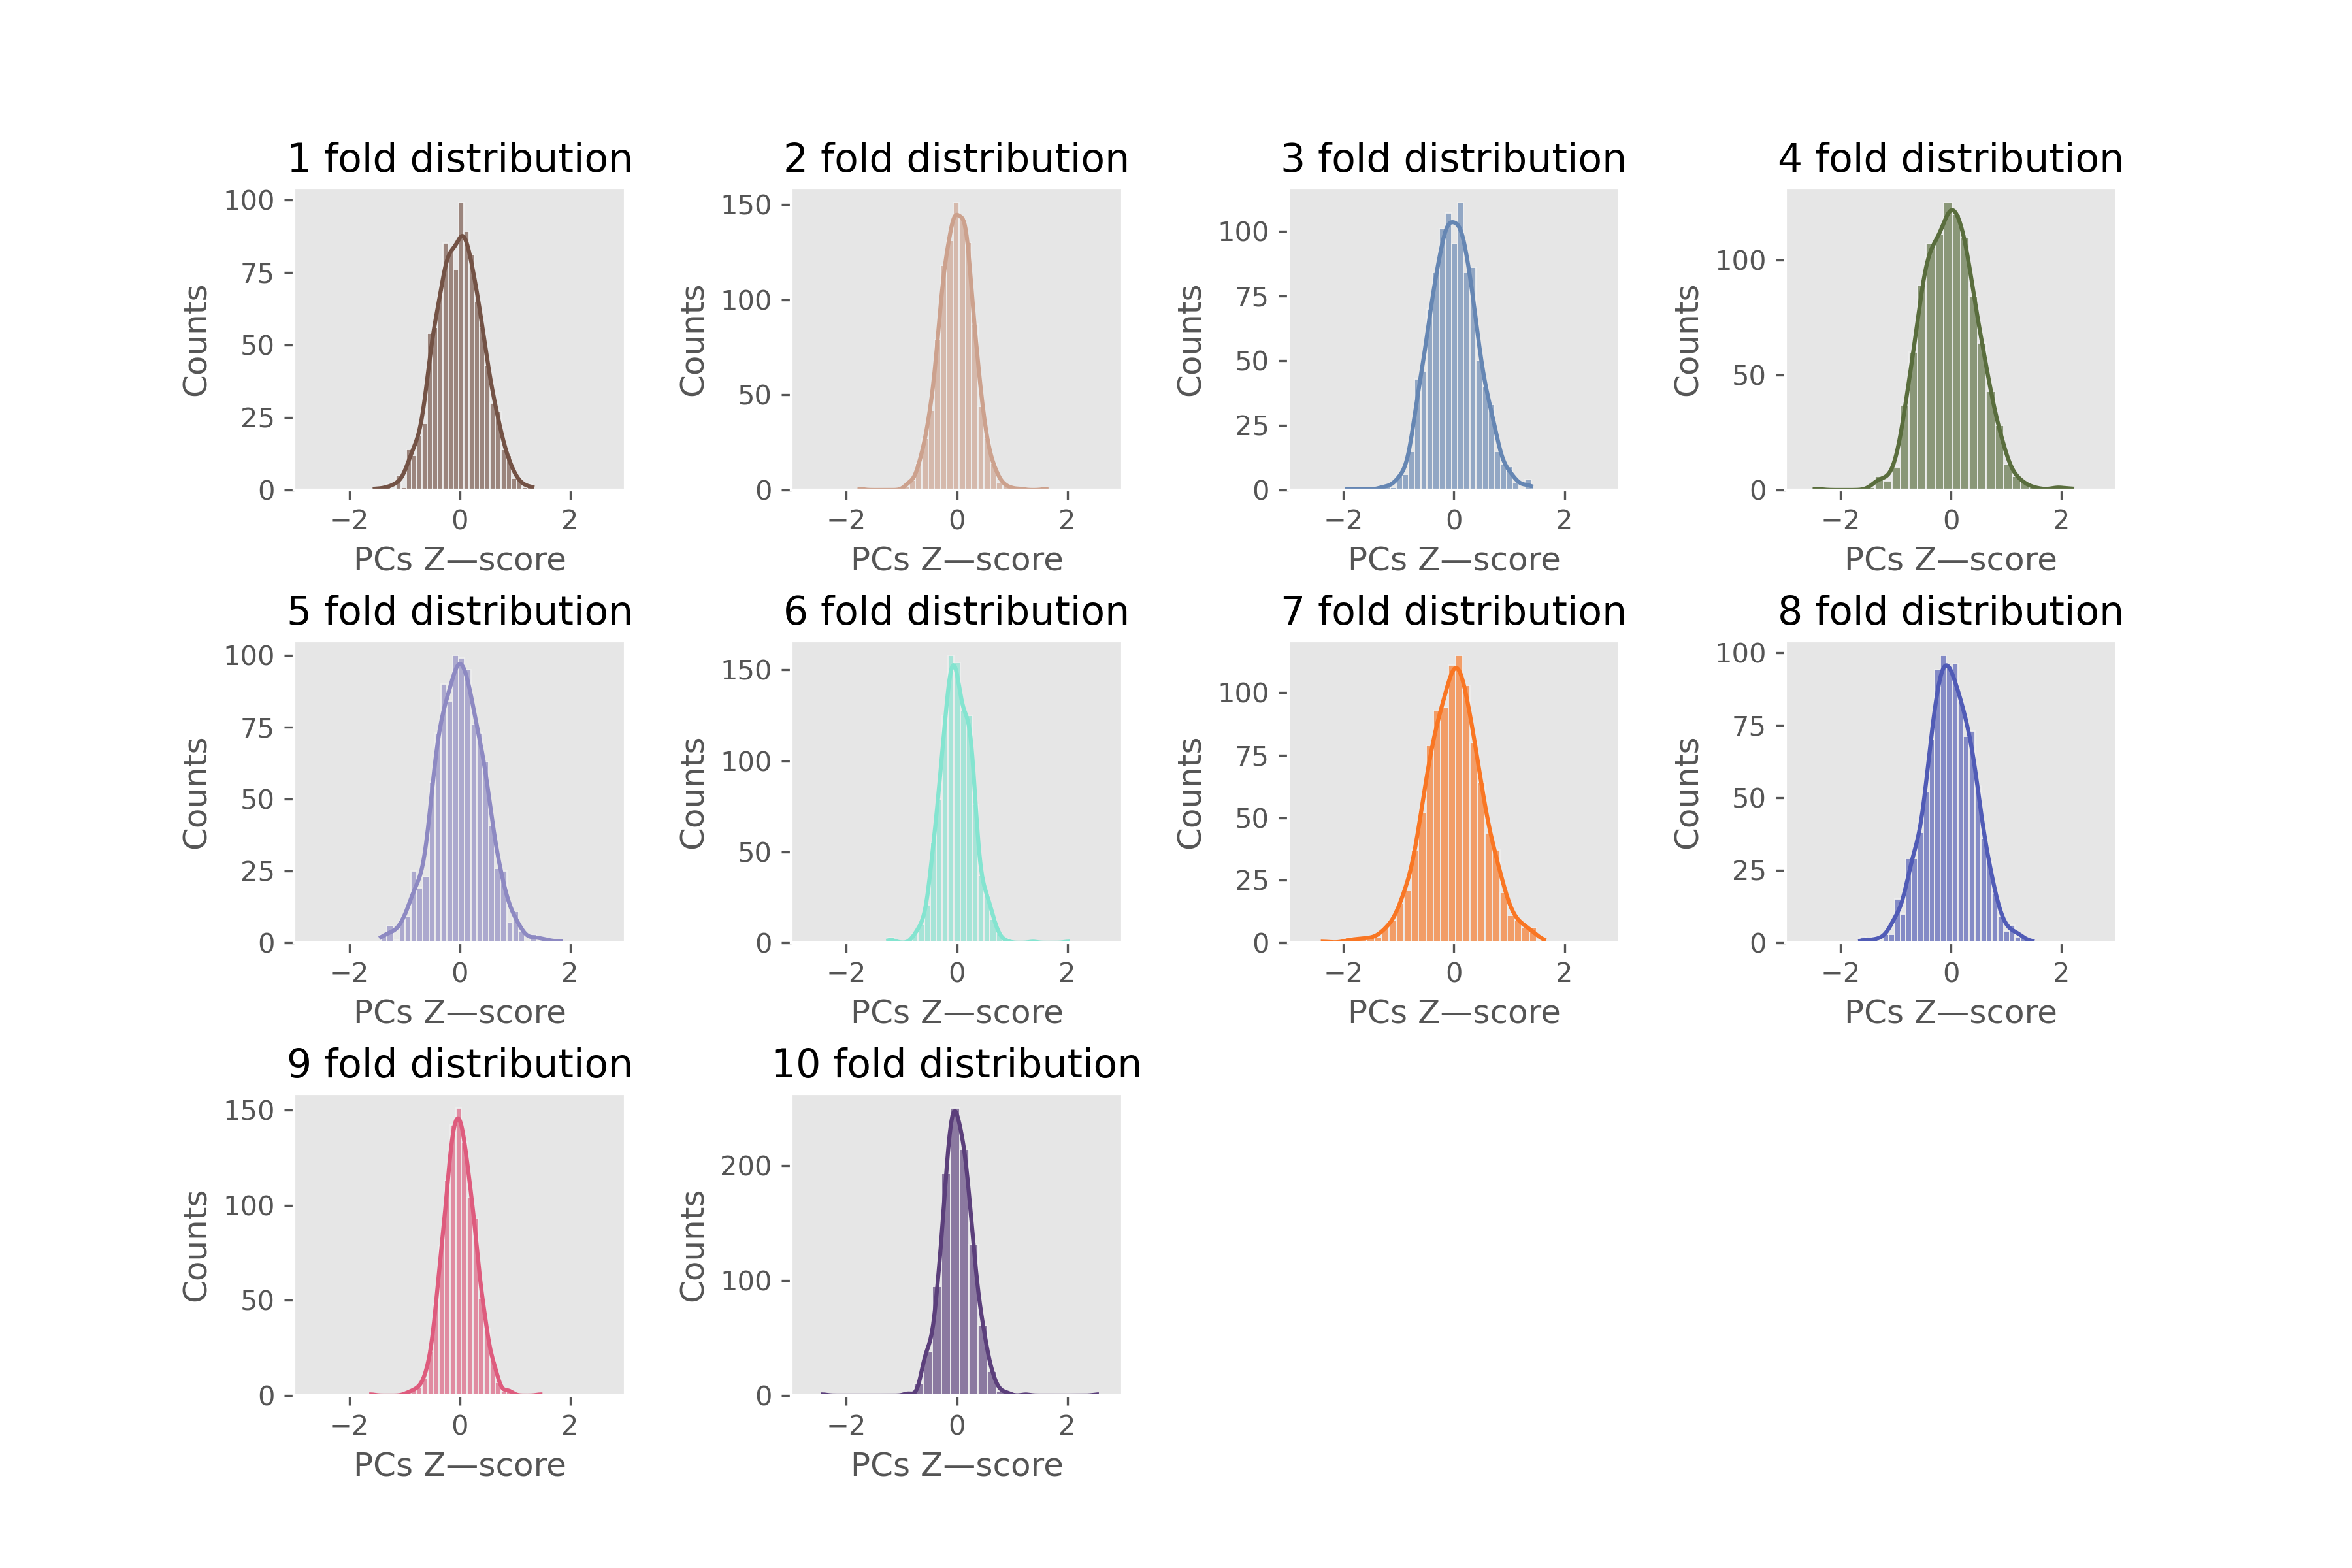 1 fold distribution
100
75
50
25
0
Counts
−2 0 2
PCs Z—score
2 fold distribution
150
100
50
0
Counts
−2 0 2
PCs Z—score
3 fold distribution
100
75
50
25
0
Counts
−2 0 2
PCs Z—score
4 fold distribution
100
50
0
Counts
−2 0 2
PCs Z—score
5 fold distribution
100
75
50
25
0
Counts
−2 0 2
PCs Z—score
6 fold distribution
150
100
50
0
Counts
−2 0 2
PCs Z—score
7 fold distribution
100
75
50
25
0
Counts
−2 0 2
PCs Z—score
8 fold distribution
100
75
50
25
0
Counts
−2 0 2
PCs Z—score
9 fold distribution
150
100
50
0
Counts
−2 0 2
PCs Z—score
10 fold distribution
200
100
0
Counts
−2 0 2
PCs Z—score